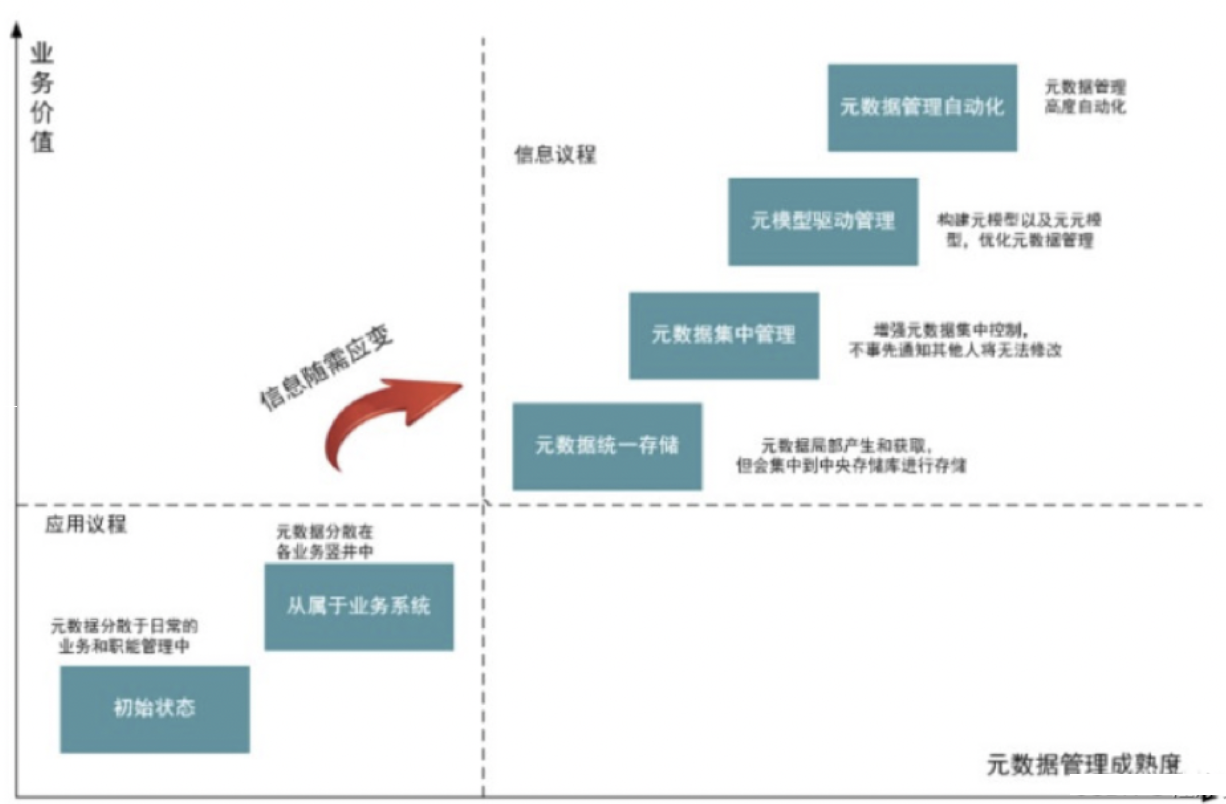 业务价值
元数据管理自动化
元数据管理
高度自动化
信息议程
元模型驱动管理
构建元模型以及元元模
型，优化元数据管理
元数据集中管理
增强元数据集中控制，
不事先通知其他人将无法修改
信息随需应变
元数据统一存储
元数据局部产生和获取，
但会集中到中央存储库进行存储
应用议程
元数据分散在
各业务竖井中
从属于业务系统
元数据分散于日常的
业务和职能管理中
初始状态
元数据管理成熟度